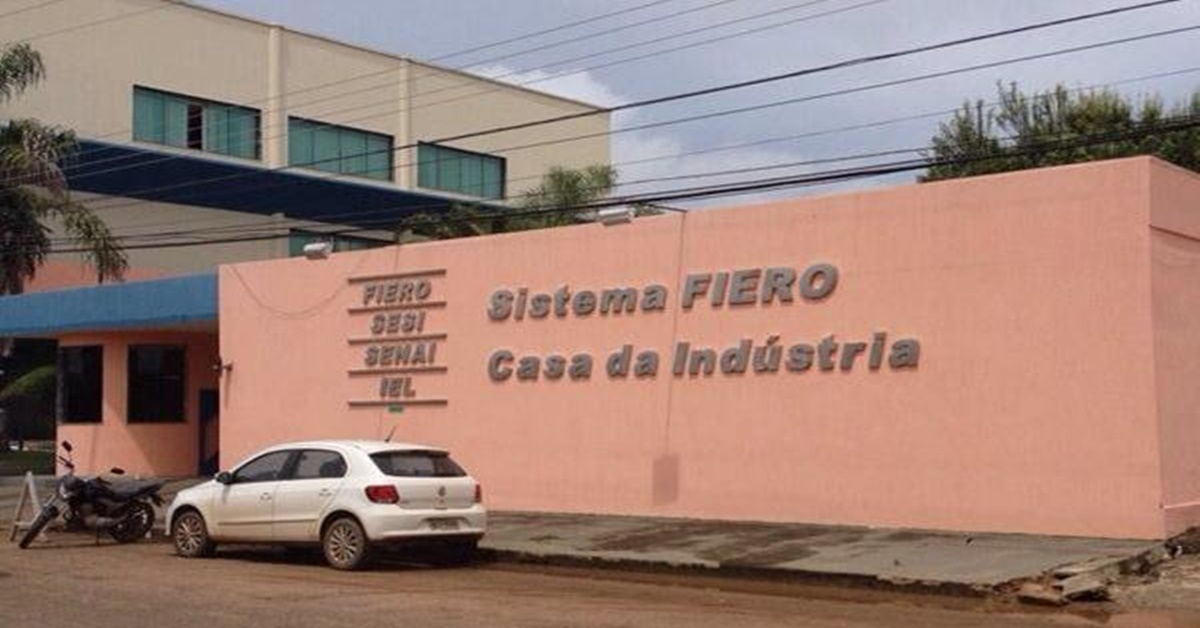 FIERO
SESI
SENAI
IEL
Sistema FIERO
Casa da Indústria